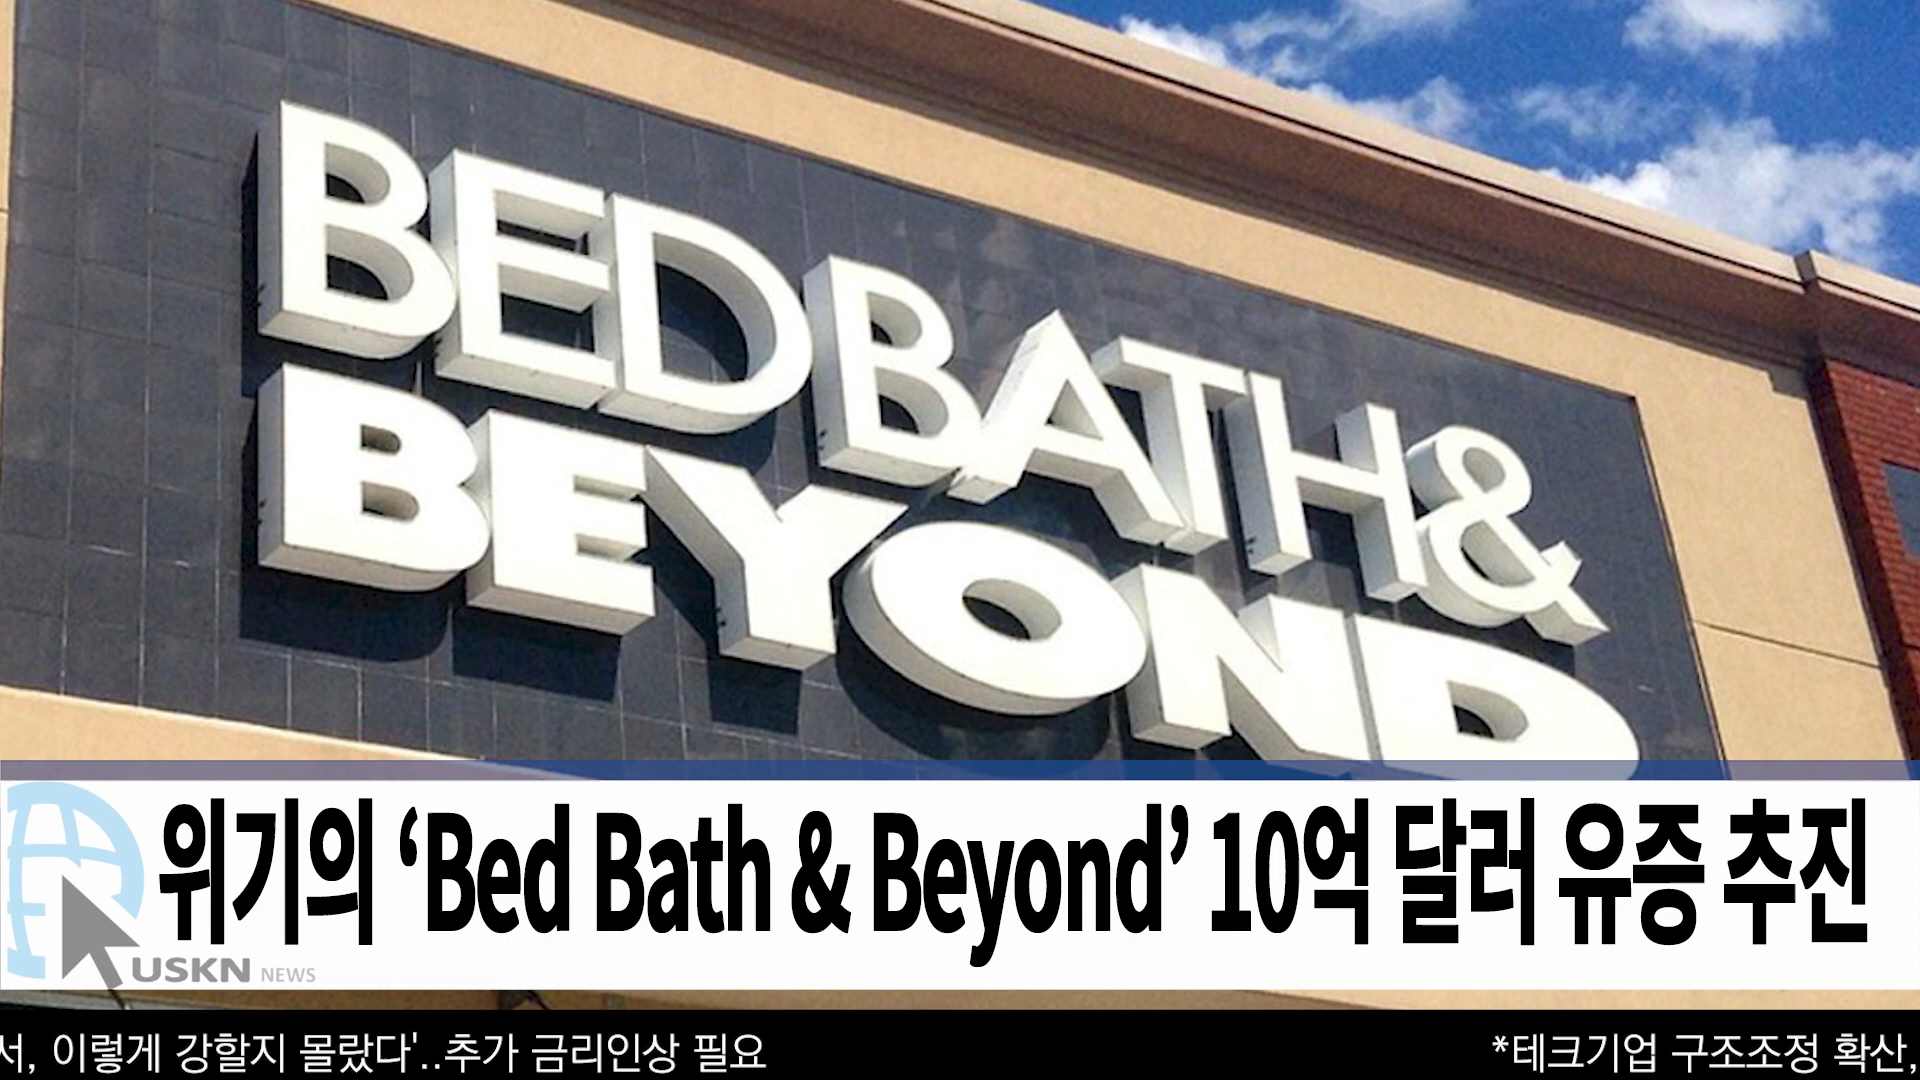 BED BATH &
BEYOND
위기의 ‘Bed Bath & Beyond’ 10억 달러 유증 추진
USKN NEWS
서, 이렇게 강할지 몰랐다'..추가 금리인상 필요
*테크기업 구조조정 확산,